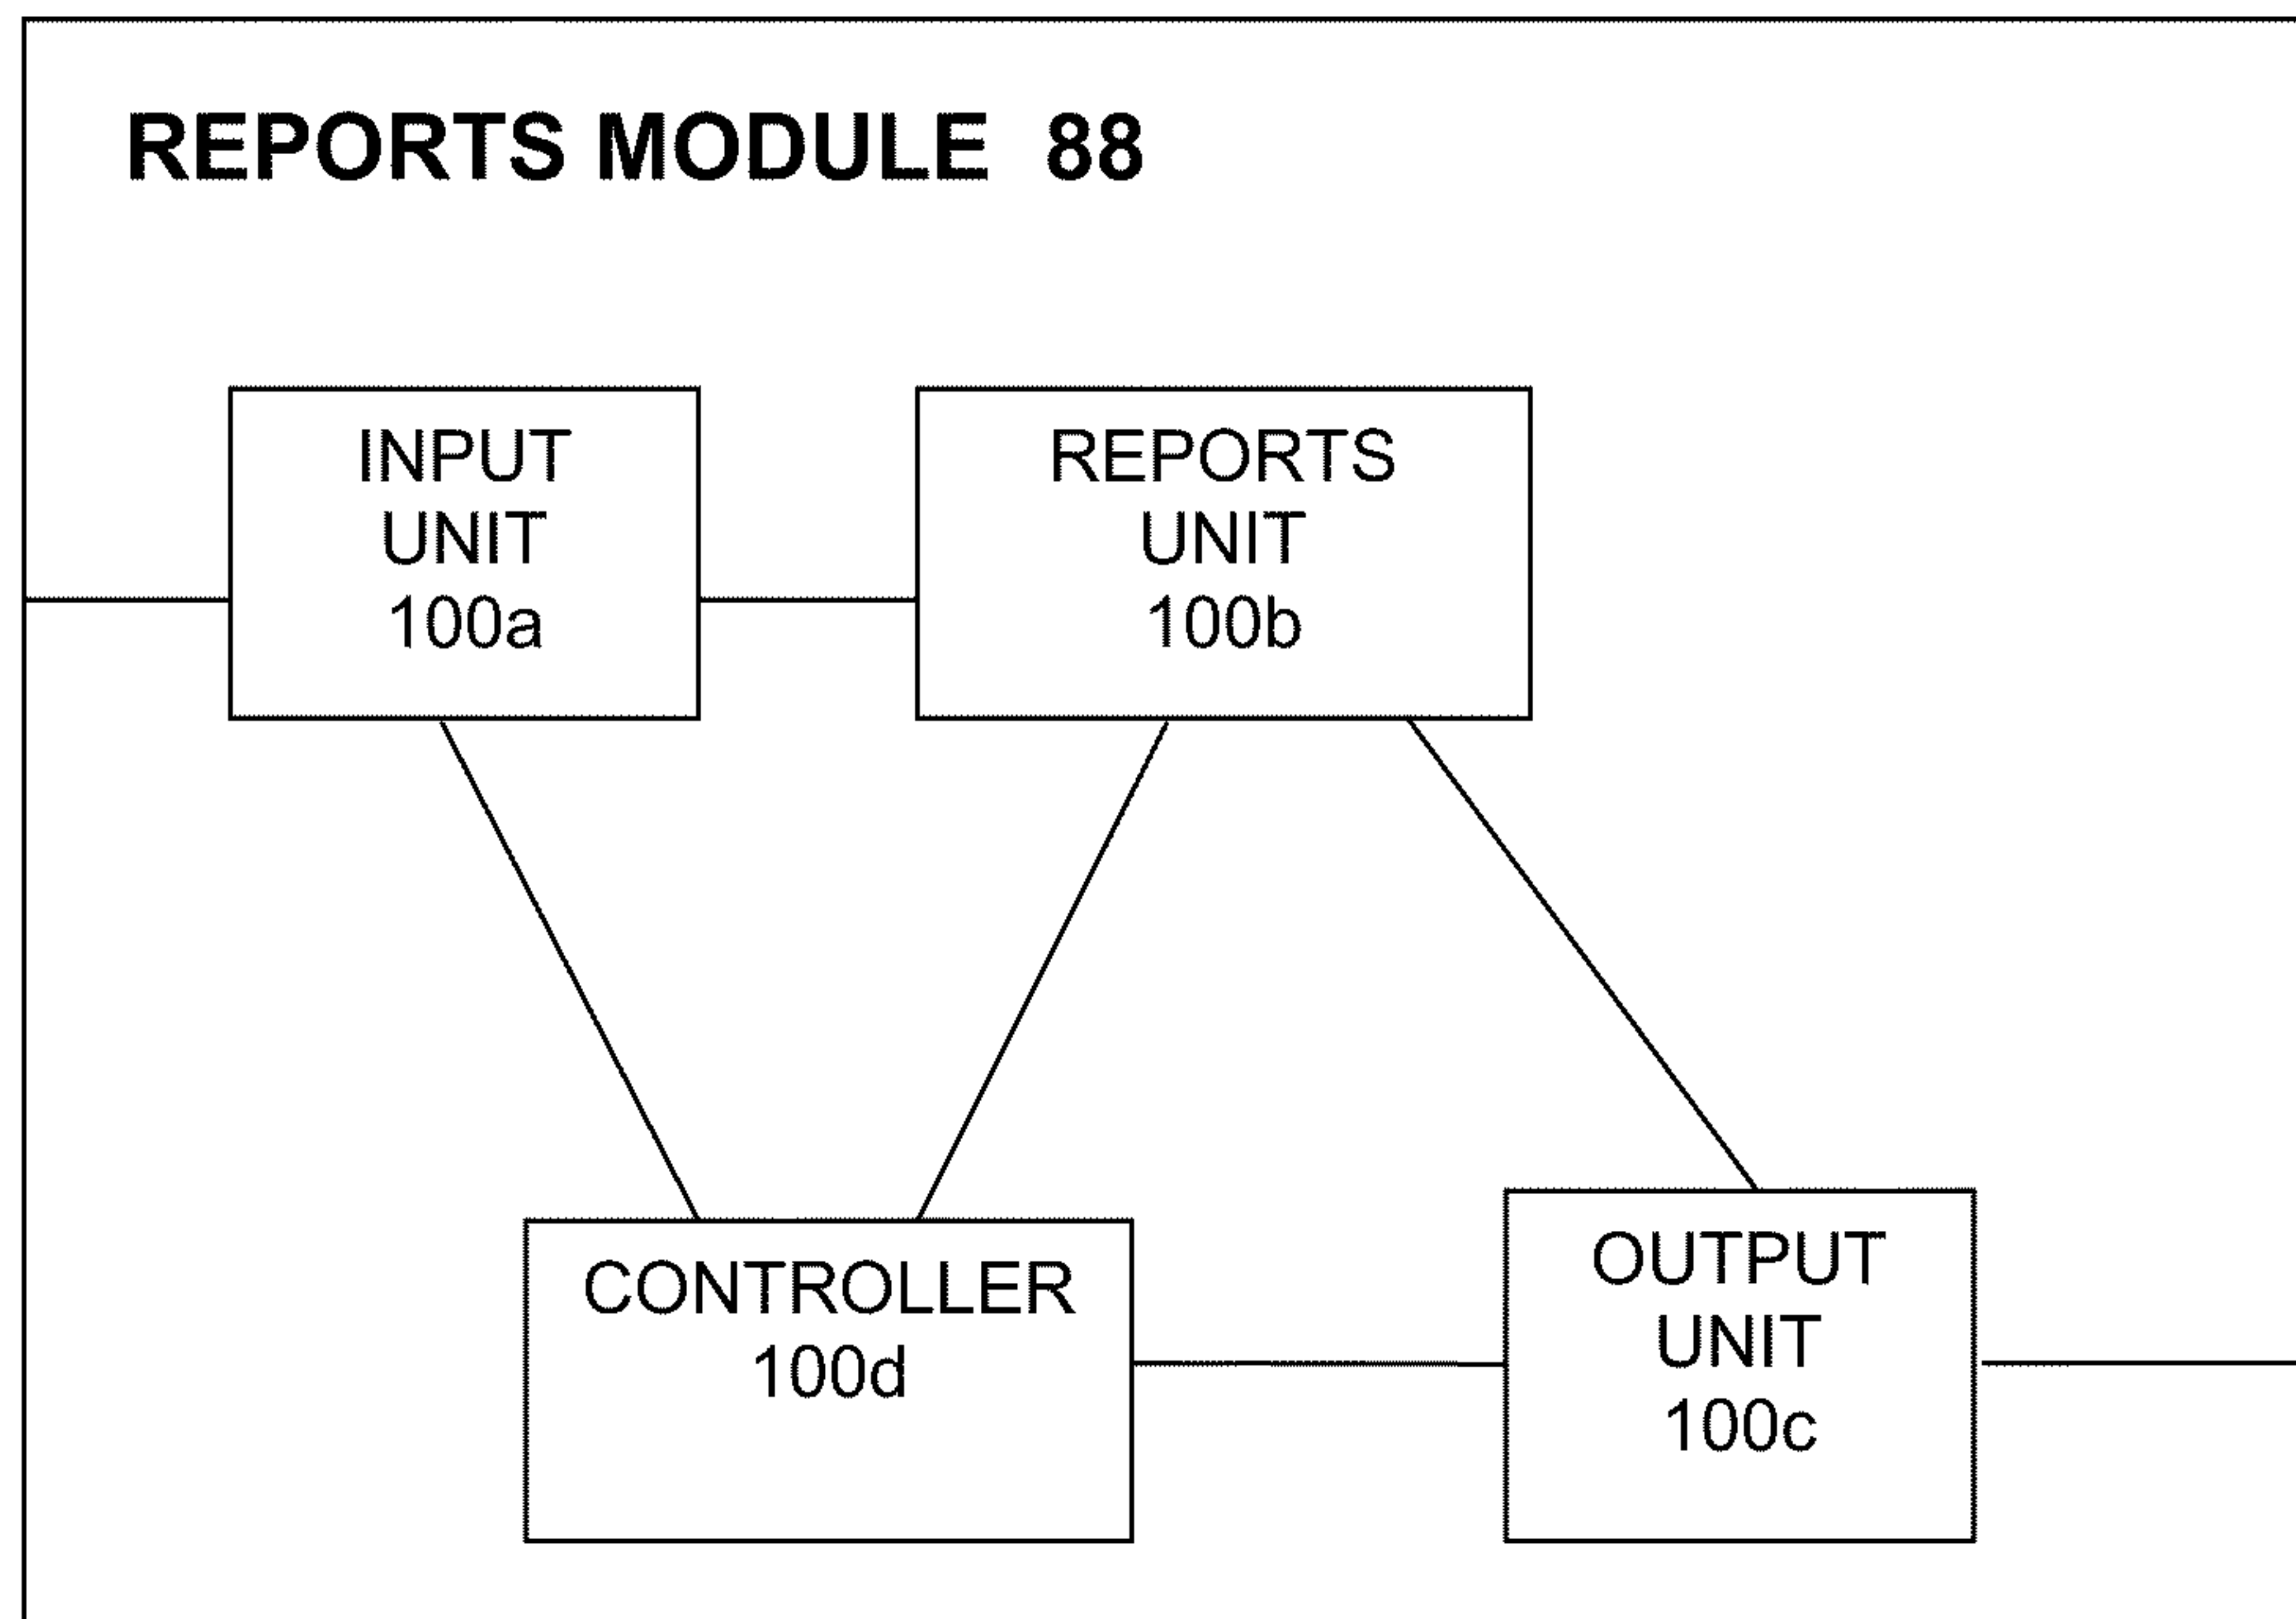 REPORTS MODULE 88
INPUT
UNIT
100a
REPORTS
UNIT
100b
CONTROLLER
100d
OUTPUT
UNIT
100c